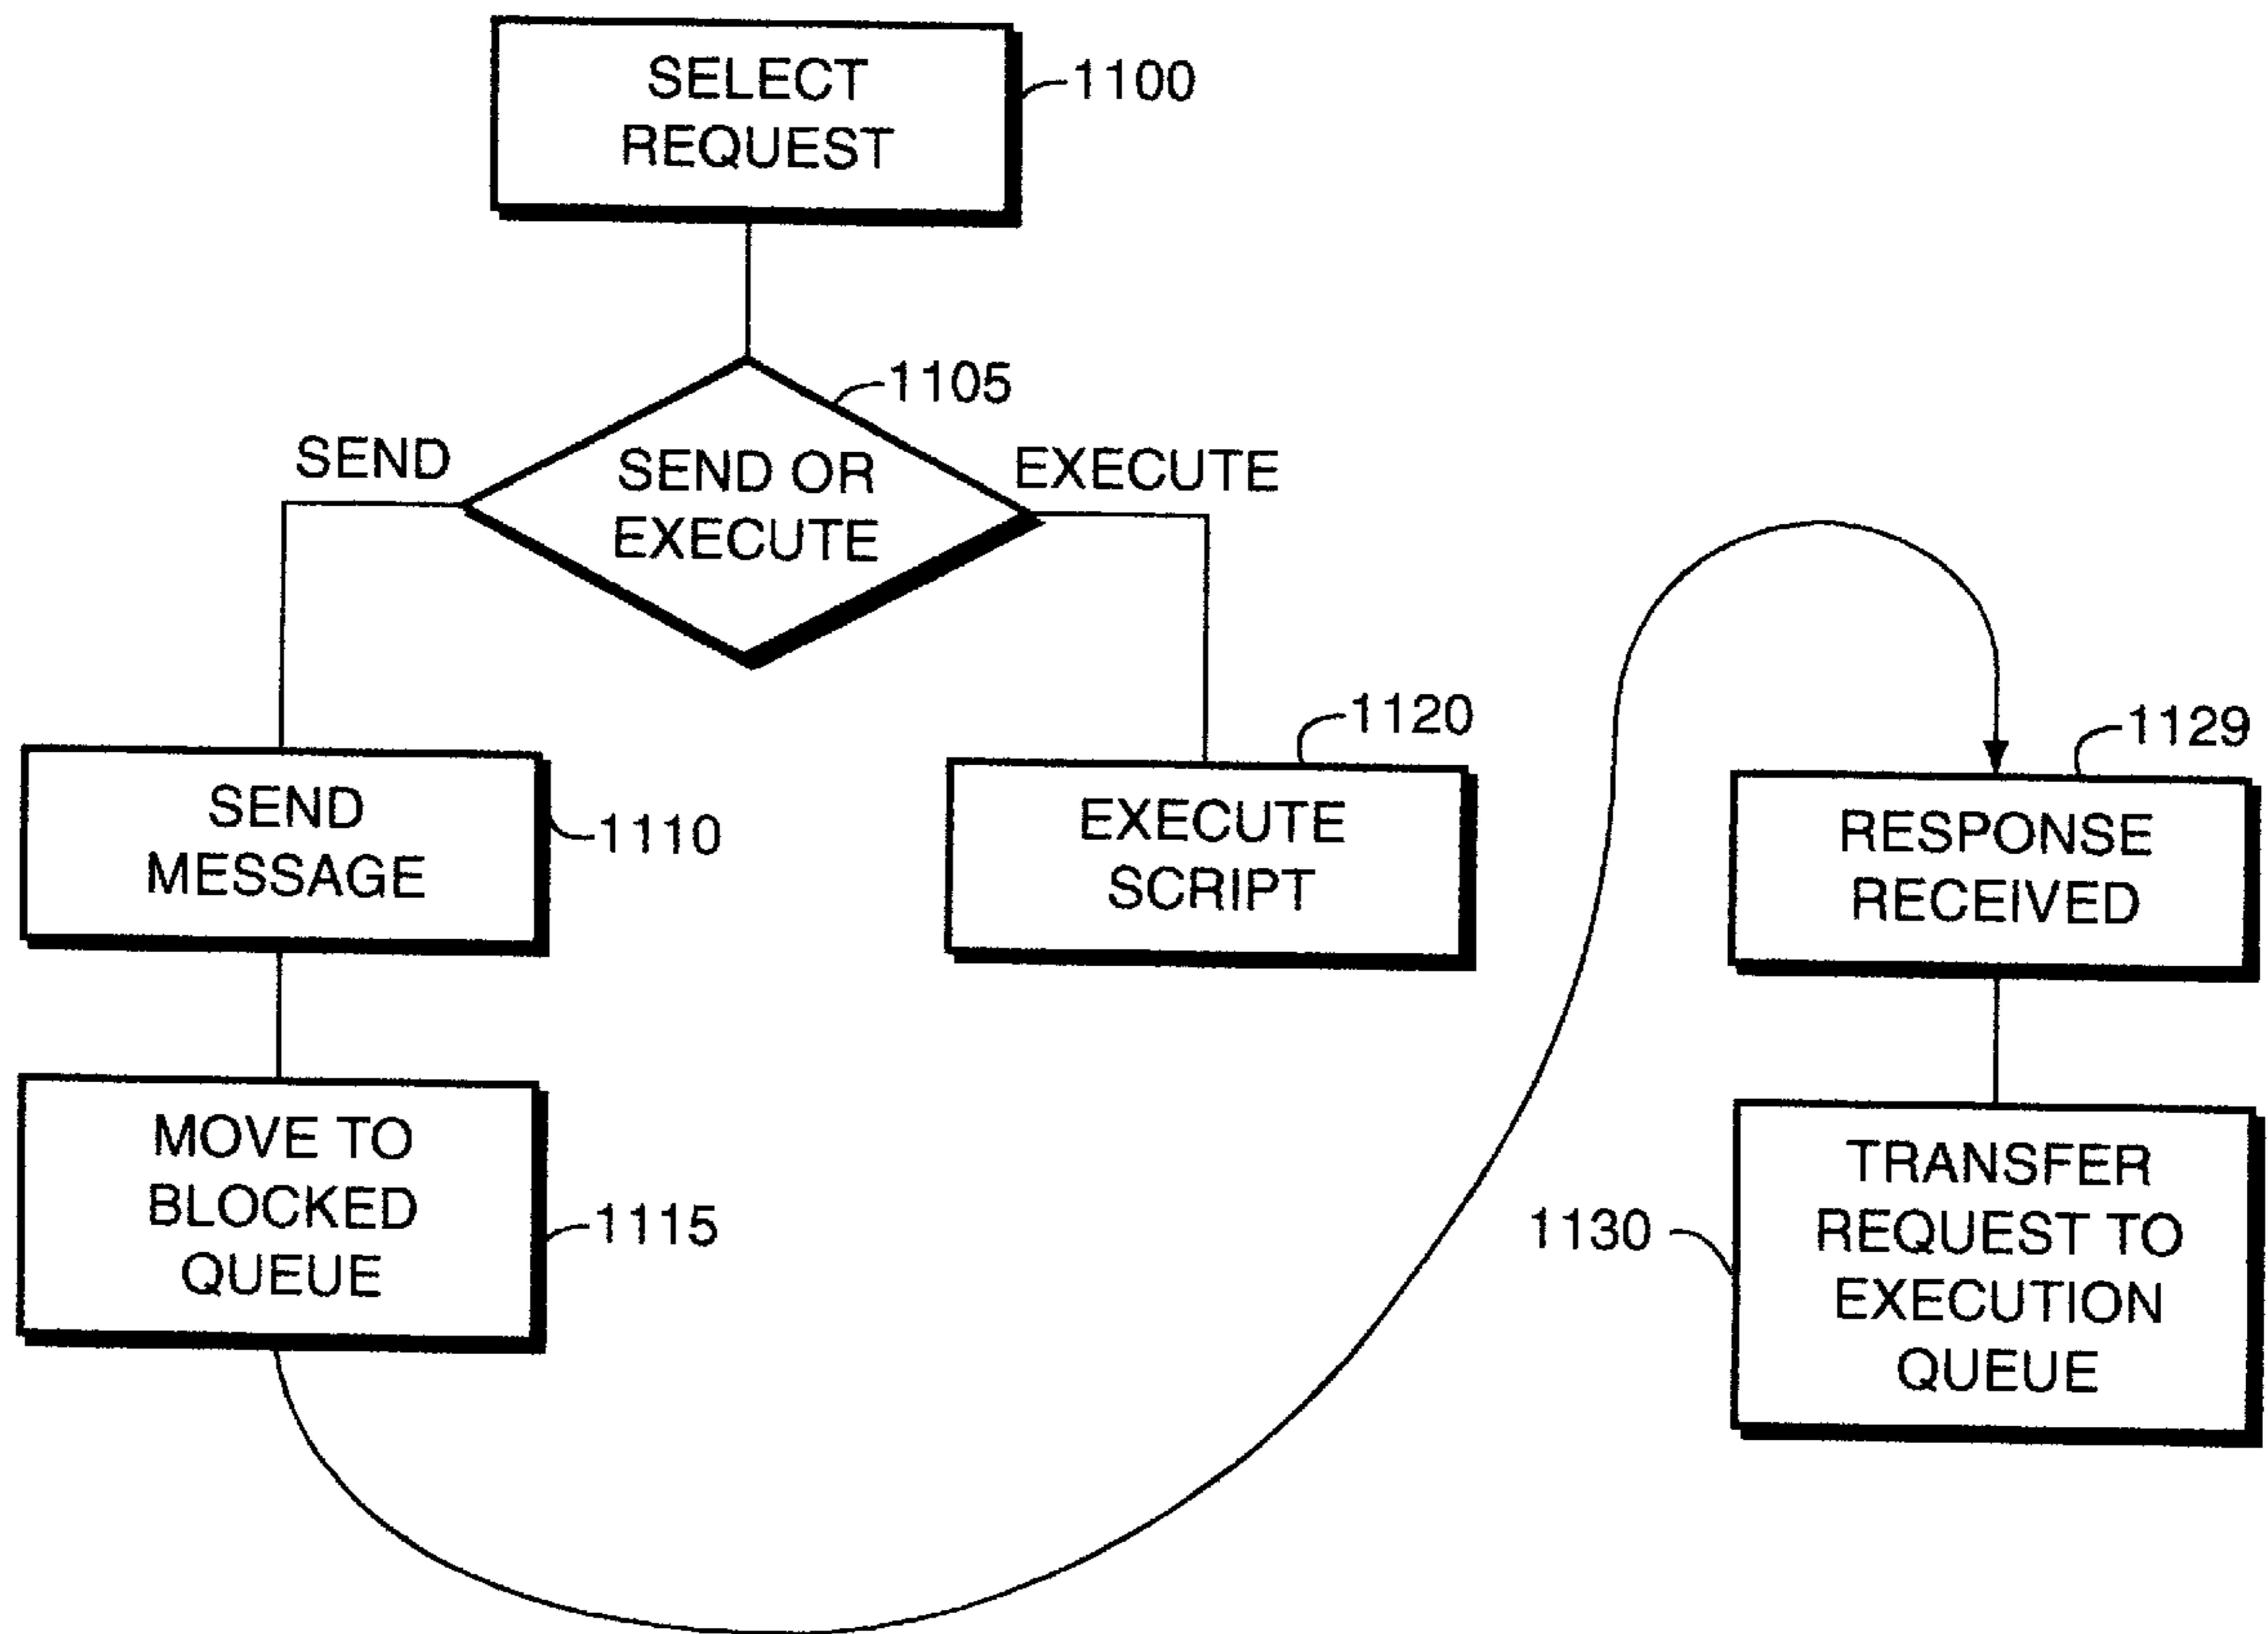 SELECT
REQUEST
1100
1105
SEND
SEND OR
EXECUTE
EXECUTE
SEND
MESSAGE
1110
1120
EXECUTE
SCRIPT
1129
RESPONSE
RECEIVED
MOVE TO
BLOCKED
QUEUE
1115
1130
TRANSFER
REQUEST TO
EXECUTION
QUEUE